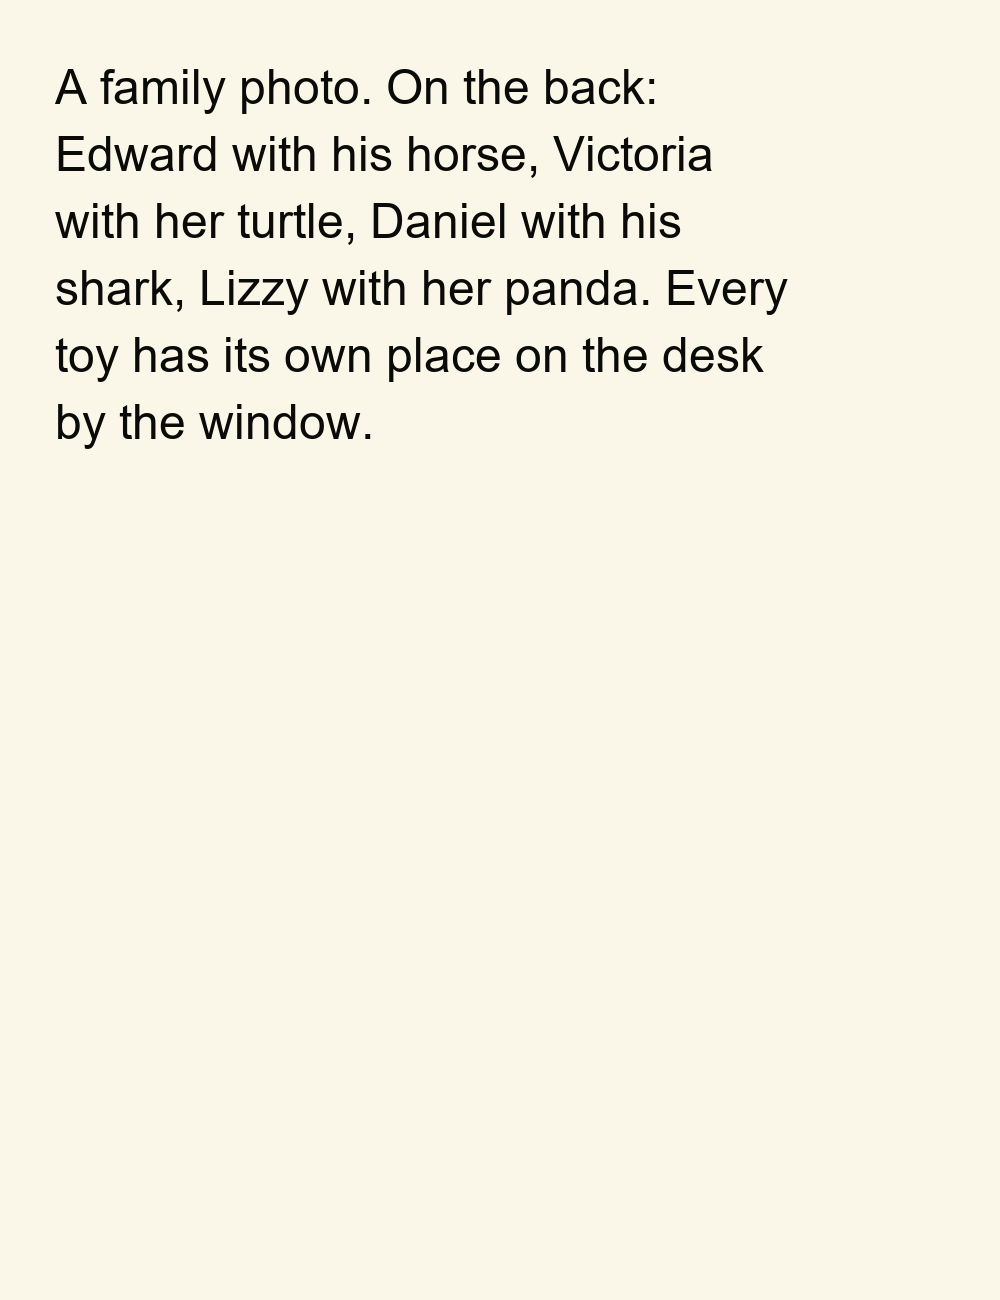 A family photo. On the back:
Edward with his horse, Victoria
with her turtle, Daniel with his
shark, Lizzy with her panda. Every
toy has its own place on the desk
by the window.